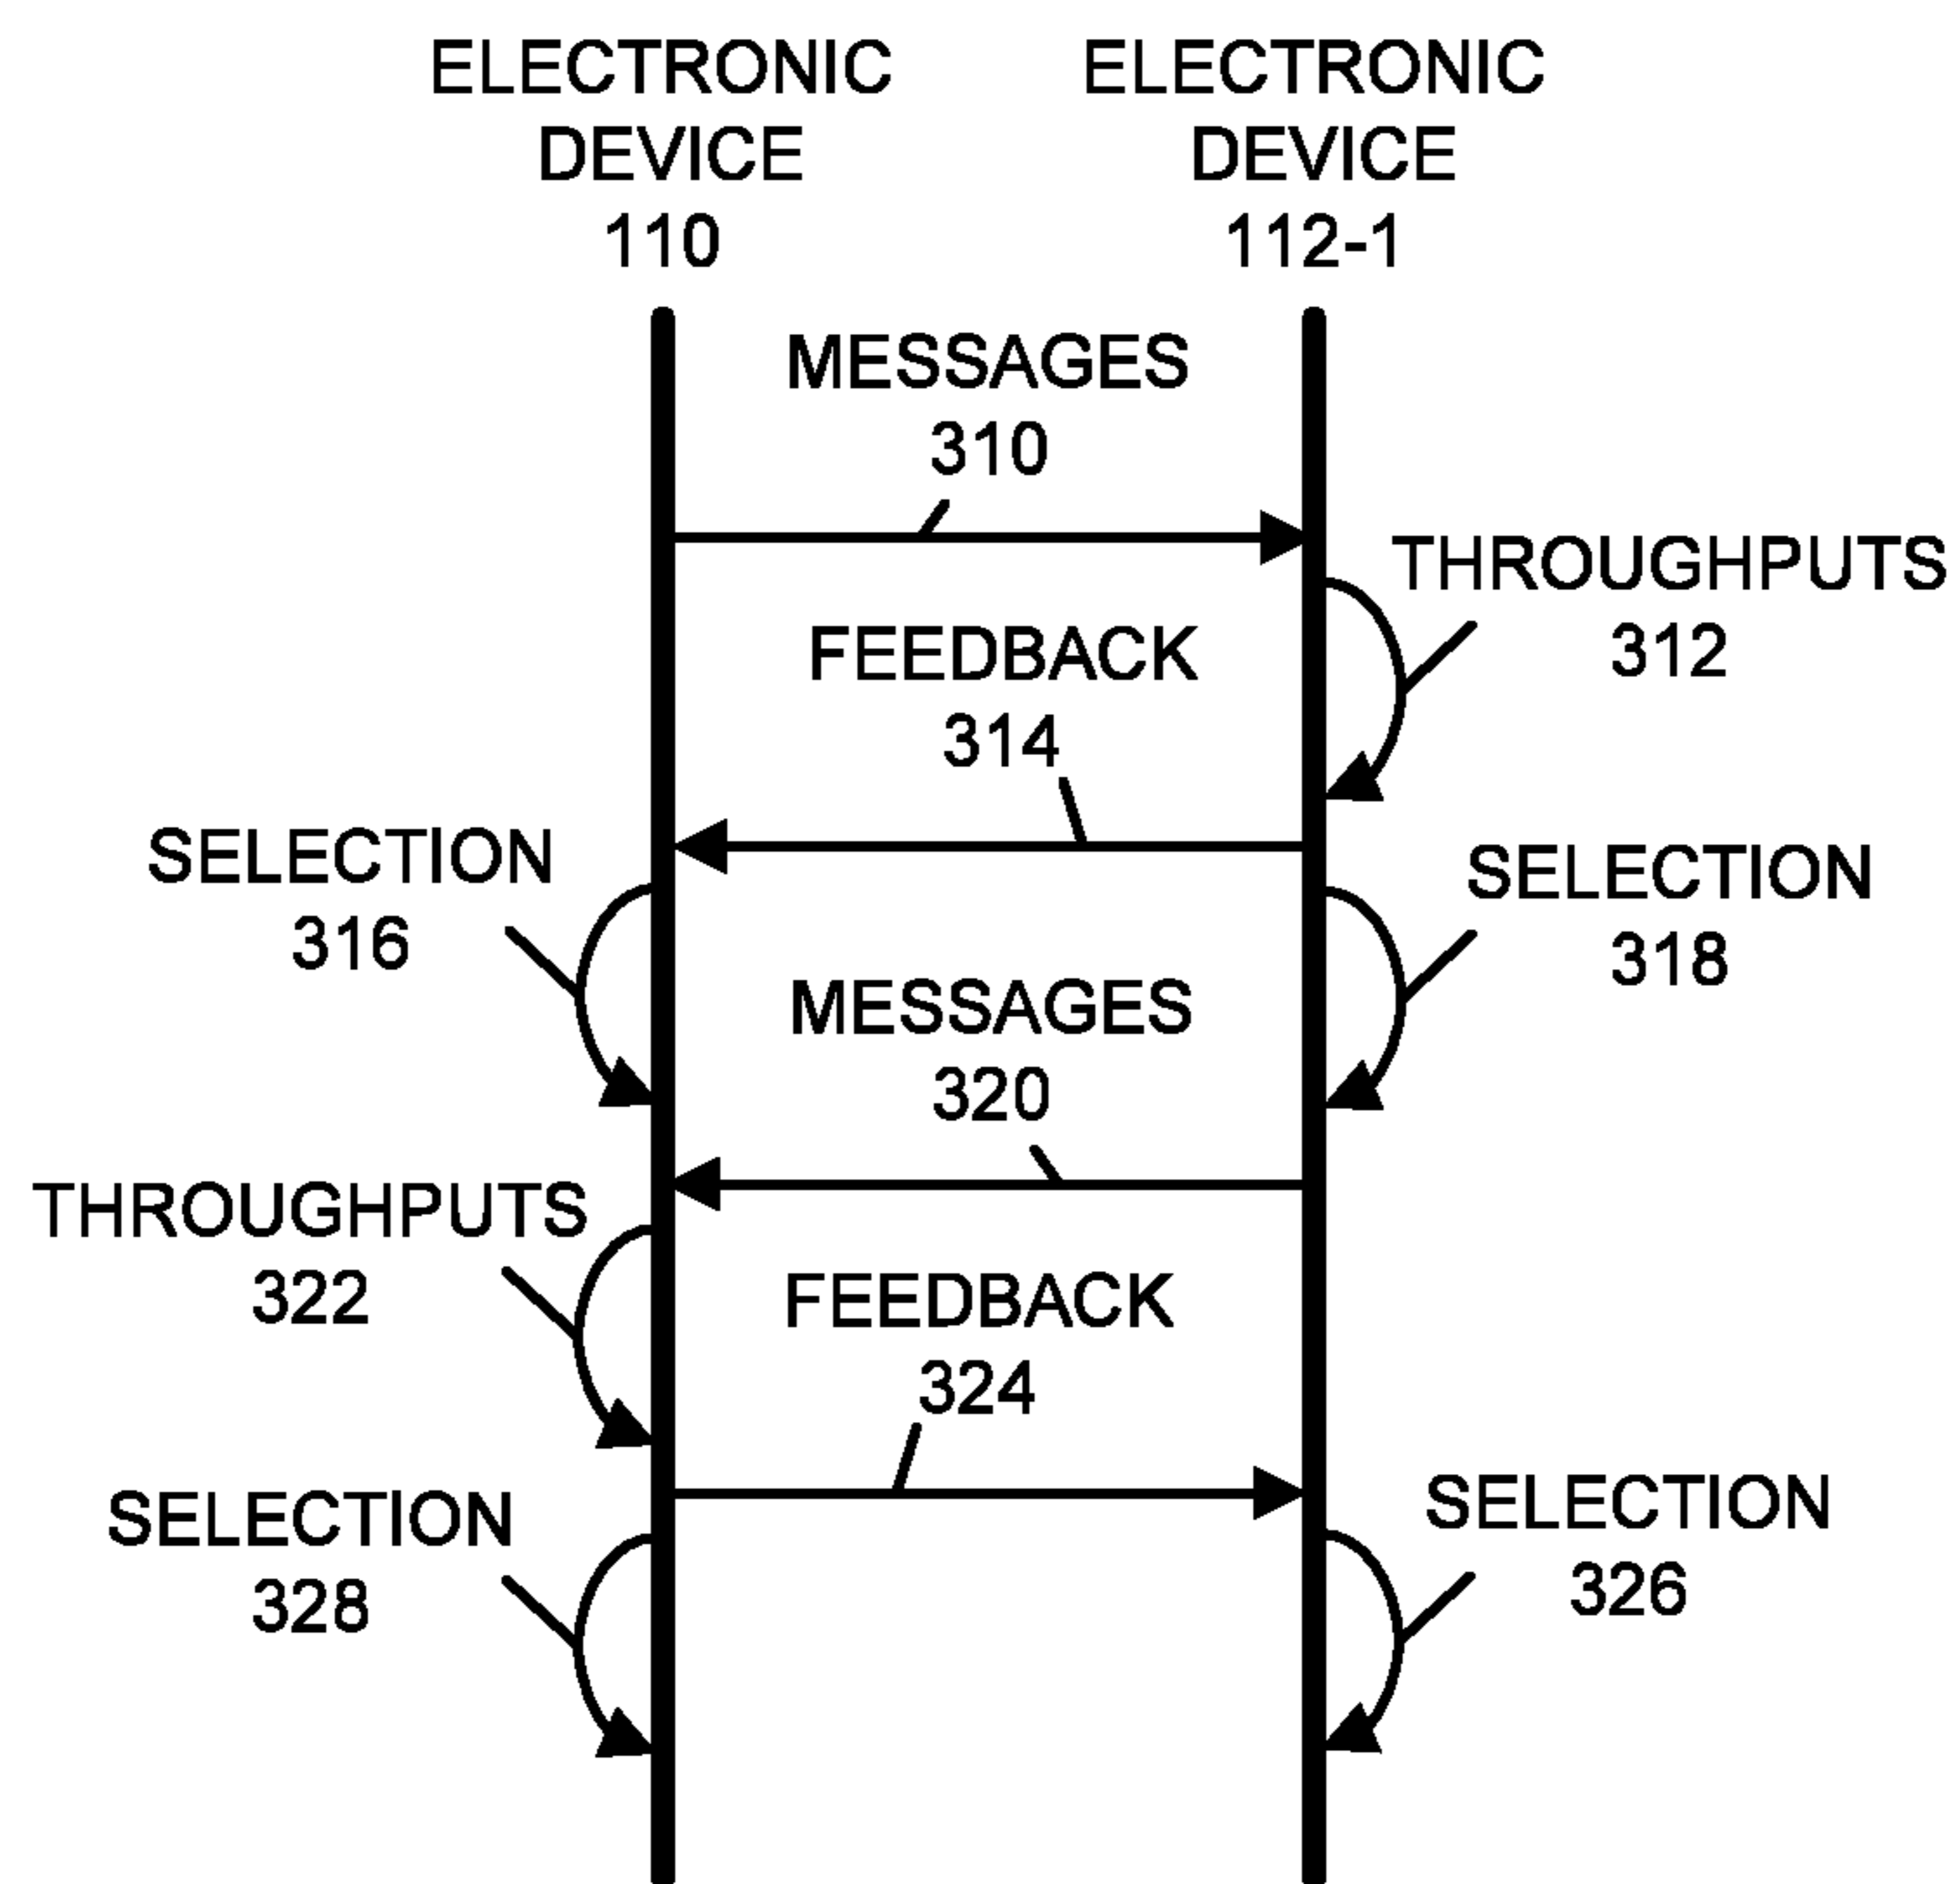 ELECTRONIC
DEVICE
110
ELECTRONIC
DEVICE
112-1
MESSAGES
310
THROUGHPUTS
312
FEEDBACK
314
SELECTION
316
SELECTION
318
MESSAGES
320
THROUGHPUTS
322
FEEDBACK
324
SELECTION
328
SELECTION
326